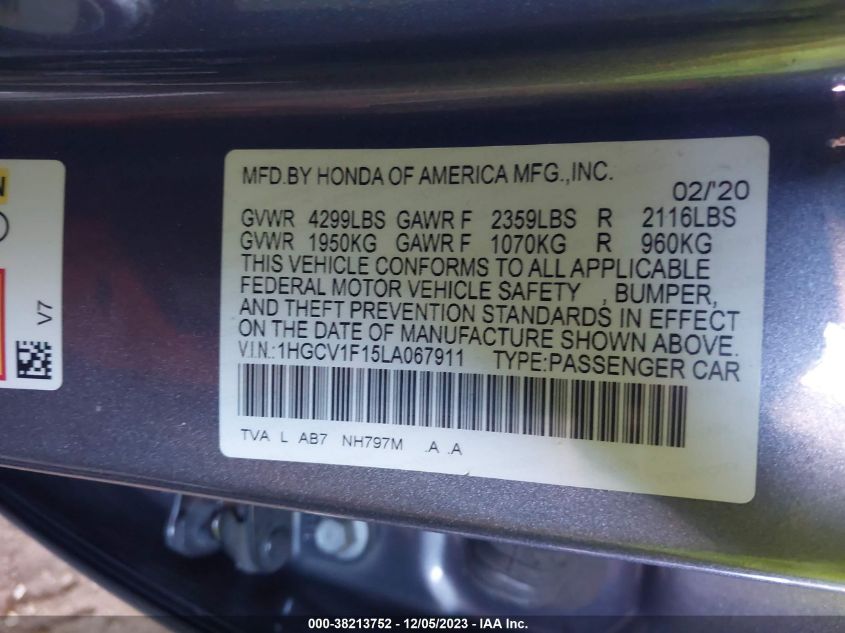 MFD.BY HONDA OF AMERICA MFG.,INC.
02/'20
GVWR 4299LBS GAWR F 2359LBS R 2116LBS
GVWR 1950KG GAWR F 1070KG R 960KG
THIS VEHICLE CONFORMS TO ALL APPLICABLE
FEDERAL MOTOR VEHICLE SAFETY , BUMPER,
AND THEFT PREVENTION STANDARDS IN EFFECT
ON THE DATE OF MANUFACTURE SHOWN ABOVE.
V.I.N.:1HGCV1F15LA067911 TYPE:PASSENGER CAR
TVA L AB7 NH797M .A .A
N
V7
000-38213752 - 12/05/2023 - IAA Inc.